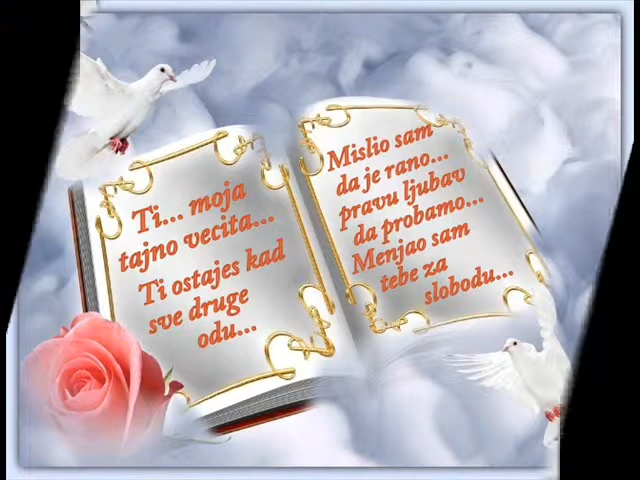 Ti... moja
tajno vecita...
Ti ostajes kad
sve druge
odu...
Mislio sam
da je rano...
pravu ljubav
da probamo...
Menjao sam
tebe za
slobodu...